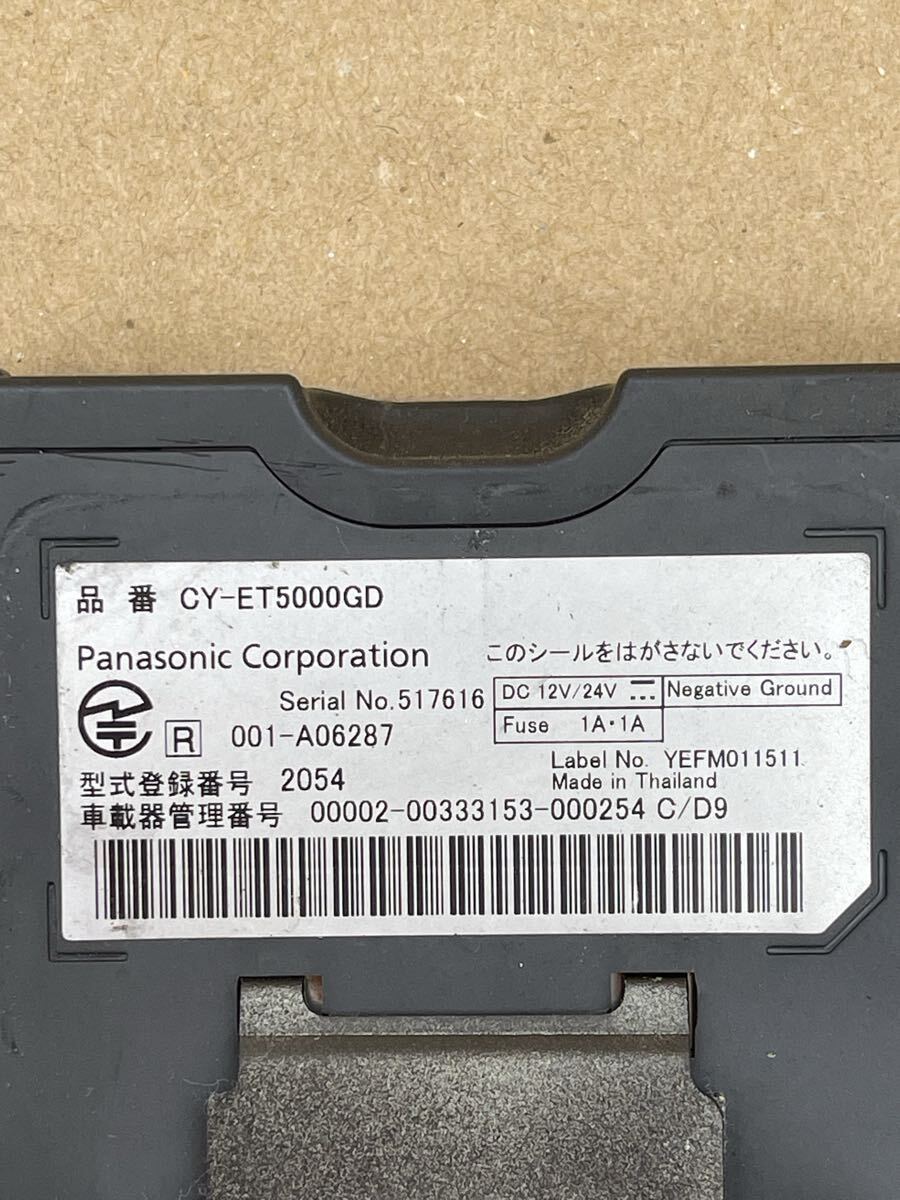 品 番 CY-ET5000GD
Panasonic Corporation このシールをはがさないでください。
Serial No.517616 DC 12V/24V Negative Ground
R 001-A06287 Fuse 1A・1A
Label No. YEFM011511
型式登録番号 2054 Made in Thailand
車載器管理番号 00002-00333153-000254 C/D9